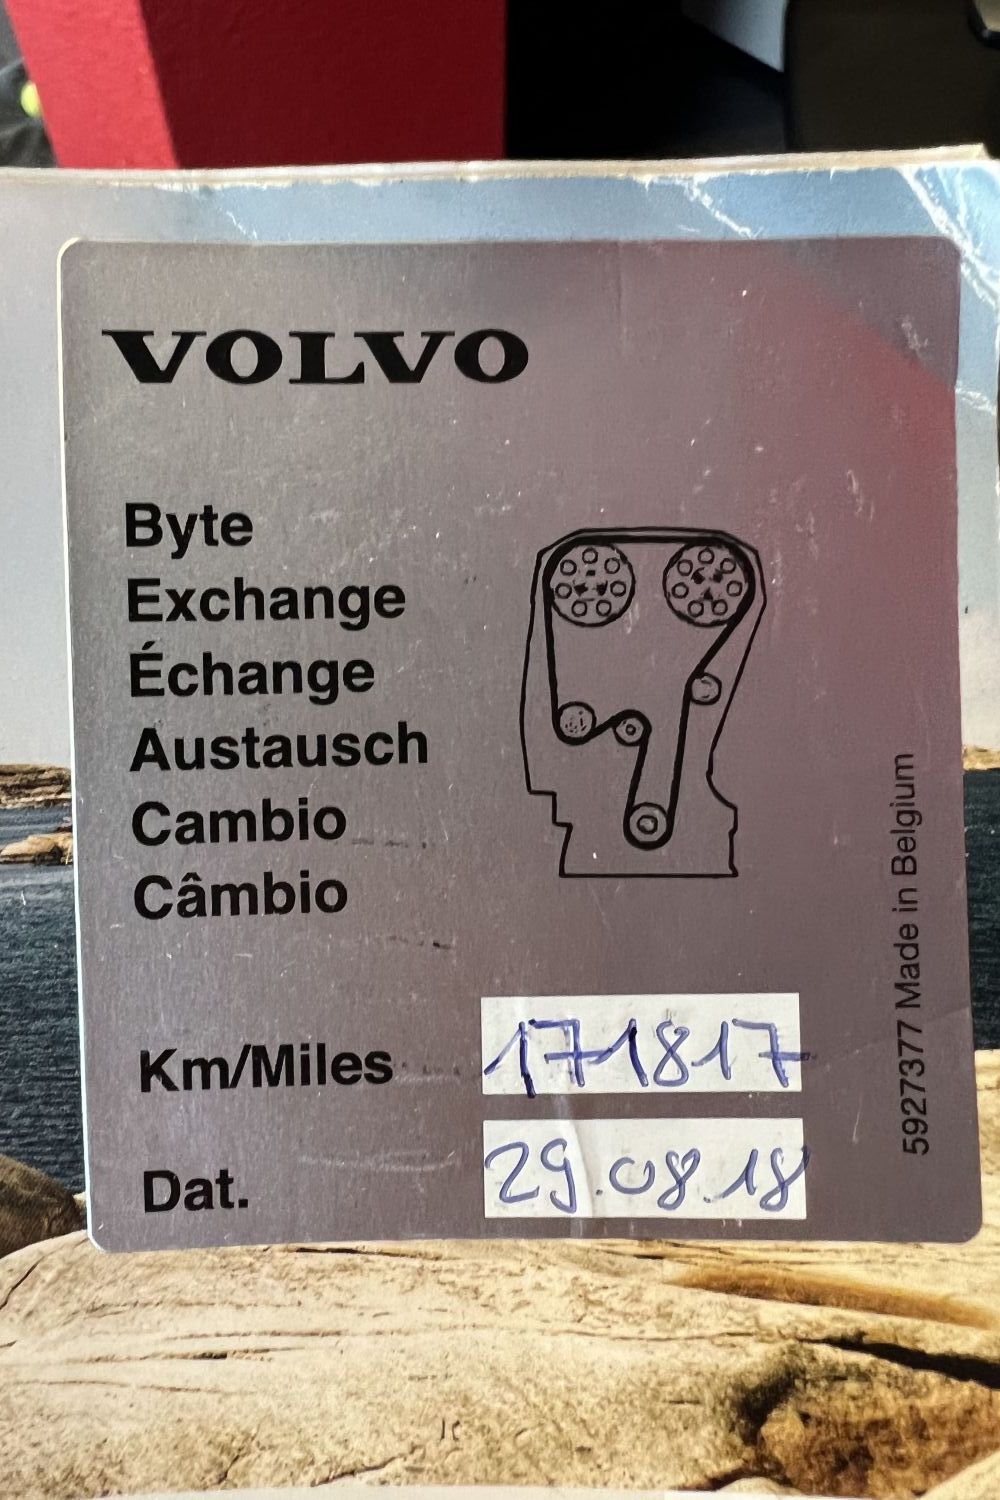 VOLVO
Byte
Exchange
Échange
Austausch
Cambio
Câmbio
Km/Miles 171817
Dat. 29.08.18
5927377 Made in Belgium